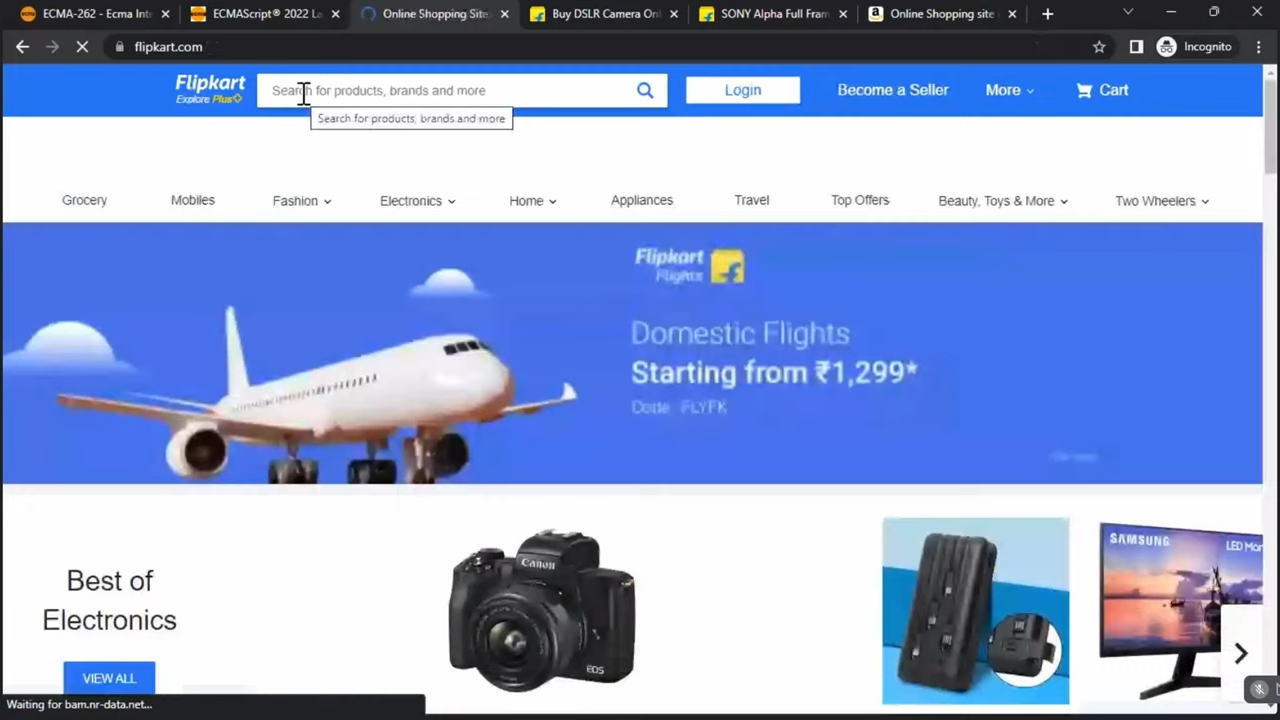 ECMA-262 - Ecma Int
ECMAScript® 2022 La
Online Shopping Site
Buy DSLR Camera Onl
SONY Alpha Full Fram
Online Shopping site
flipkart.com
Incognito
Flipkart
Explore Plus
Search for products, brands and more
Login
Become a Seller
More
Cart
Search for products, brands and more
Grocery
Mobiles
Fashion
Electronics
Home
Appliances
Travel
Top Offers
Beauty, Toys & More
Two Wheelers
Flipkart
Flights
Domestic Flights
Starting from ₹1,299*
Code : FLYFK
Canon
EOS
SAMSUNG
LED Mon
Best of
Electronics
VIEW ALL
Waiting for bam.nr-data.net...